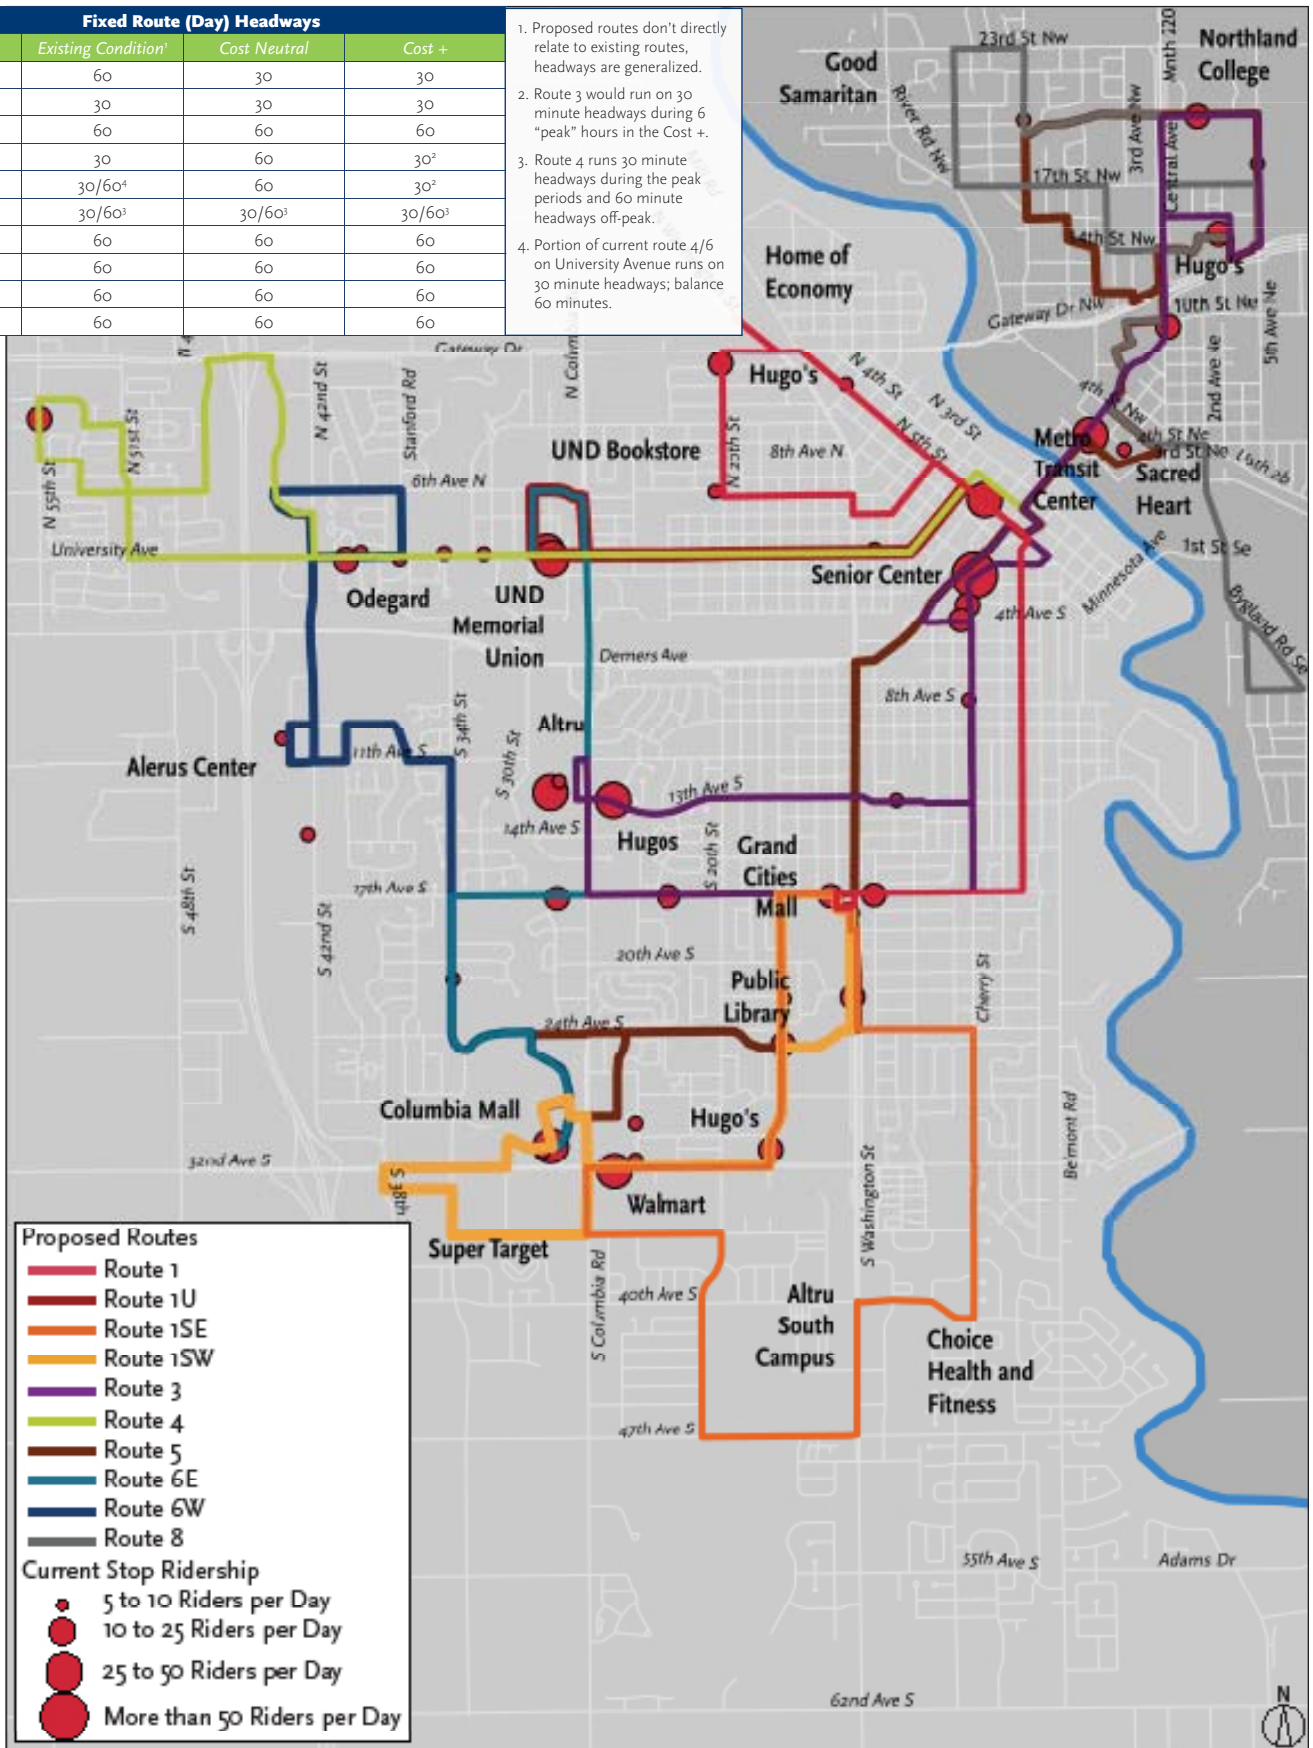 Fixed Route (Day) Headways
Existing Condition¹ Cost Neutral Cost +
60 30 30
30 30 30
60 60 60
30 60 30²
30/60⁴ 60 30²
30/60³ 30/60³ 30/60³
60 60 60
60 60 60
60 60 60
60 60 60
1. Proposed routes don't directly
relate to existing routes,
headways are generalized.
2. Route 3 would run on 30
minute headways during 6
“peak” hours in the Cost +.
3. Route 4 runs 30 minute
headways during the peak
periods and 60 minute
headways off-peak.
4. Portion of current route 4/6
on University Avenue runs on
30 minute headways; balance
60 minutes.
23rd St Nw
Northland
College
Good
Samaritan
River Rd Nw
3rd Ave Nw
Central Ave
17th St Nw
14th St Nw
Hugo's
Home of
Economy
Gateway Dr Nw
10th St Ne
5th Ave Ne
2nd Ave Ne
Gateway Dr
N 42nd St
Stanford Rd
N Columbia
Hugo's
N 4th St
N 3rd St
N 5th St
4th St Nw
N 51st St
N 55th St
UND Bookstore
N 20th St
8th Ave N
6th Ave N
Metro
Transit
Center
4th St Ne
3rd St Ne
Sacred
Heart
University Ave
1st St Se
Minnesota Ave
Bygland Rd Se
Odegard
UND
Memorial
Union
Senior Center
4th Ave S
Demers Ave
8th Ave S
Altru
S 34th St
S 30th St
11th Ave S
Alerus Center
13th Ave S
14th Ave S
Hugos
S 20th St
Grand
Cities
Mall
17th Ave S
S 48th St
S 42nd St
20th Ave S
Public
Library
Cherry St
24th Ave S
Columbia Mall
Hugo's
Belmont Rd
32nd Ave S
S 38th
Walmart
S Washington St
Super Target
S Columbia Rd
40th Ave S
Altru
South
Campus
Choice
Health and
Fitness
47th Ave S
55th Ave S
Adams Dr
62nd Ave S
N
Proposed Routes
Route 1
Route 1U
Route 1SE
Route 1SW
Route 3
Route 4
Route 5
Route 6E
Route 6W
Route 8
Current Stop Ridership
5 to 10 Riders per Day
10 to 25 Riders per Day
25 to 50 Riders per Day
More than 50 Riders per Day